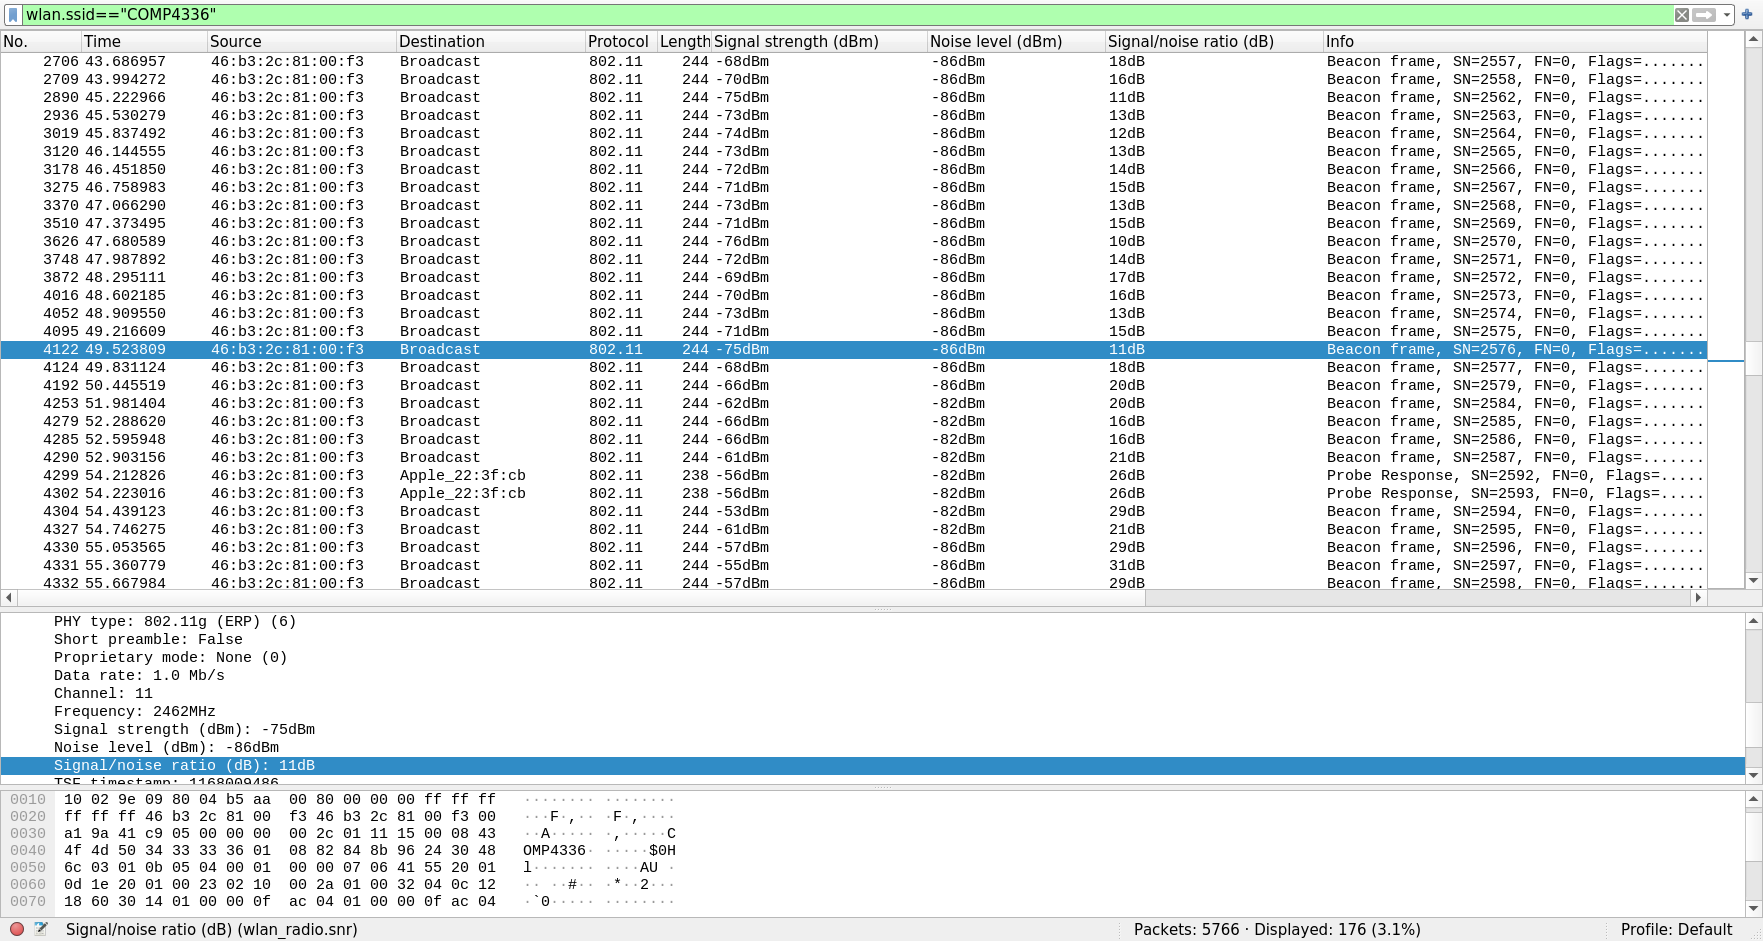 wlan.ssid=="COMP4336"
No. Time Source Destination Protocol Length Signal strength (dBm) Noise level (dBm) Signal/noise ratio (dB) Info
2706 43.686957 46:b3:2c:81:00:f3 Broadcast 802.11 244 -68dBm -86dBm 18dB Beacon frame, SN=2557, FN=0, Flags=.......
2709 43.994272 46:b3:2c:81:00:f3 Broadcast 802.11 244 -70dBm -86dBm 16dB Beacon frame, SN=2558, FN=0, Flags=.......
2890 45.222966 46:b3:2c:81:00:f3 Broadcast 802.11 244 -75dBm -86dBm 11dB Beacon frame, SN=2562, FN=0, Flags=.......
2936 45.530279 46:b3:2c:81:00:f3 Broadcast 802.11 244 -73dBm -86dBm 13dB Beacon frame, SN=2563, FN=0, Flags=.......
3019 45.837492 46:b3:2c:81:00:f3 Broadcast 802.11 244 -74dBm -86dBm 12dB Beacon frame, SN=2564, FN=0, Flags=.......
3120 46.144555 46:b3:2c:81:00:f3 Broadcast 802.11 244 -73dBm -86dBm 13dB Beacon frame, SN=2565, FN=0, Flags=.......
3178 46.451850 46:b3:2c:81:00:f3 Broadcast 802.11 244 -72dBm -86dBm 14dB Beacon frame, SN=2566, FN=0, Flags=.......
3275 46.758983 46:b3:2c:81:00:f3 Broadcast 802.11 244 -71dBm -86dBm 15dB Beacon frame, SN=2567, FN=0, Flags=.......
3370 47.066290 46:b3:2c:81:00:f3 Broadcast 802.11 244 -73dBm -86dBm 13dB Beacon frame, SN=2568, FN=0, Flags=.......
3510 47.373495 46:b3:2c:81:00:f3 Broadcast 802.11 244 -71dBm -86dBm 15dB Beacon frame, SN=2569, FN=0, Flags=.......
3626 47.680589 46:b3:2c:81:00:f3 Broadcast 802.11 244 -76dBm -86dBm 10dB Beacon frame, SN=2570, FN=0, Flags=.......
3748 47.987892 46:b3:2c:81:00:f3 Broadcast 802.11 244 -72dBm -86dBm 14dB Beacon frame, SN=2571, FN=0, Flags=.......
3872 48.295111 46:b3:2c:81:00:f3 Broadcast 802.11 244 -69dBm -86dBm 17dB Beacon frame, SN=2572, FN=0, Flags=.......
4016 48.602185 46:b3:2c:81:00:f3 Broadcast 802.11 244 -70dBm -86dBm 16dB Beacon frame, SN=2573, FN=0, Flags=.......
4052 48.909550 46:b3:2c:81:00:f3 Broadcast 802.11 244 -73dBm -86dBm 13dB Beacon frame, SN=2574, FN=0, Flags=.......
4095 49.216609 46:b3:2c:81:00:f3 Broadcast 802.11 244 -71dBm -86dBm 15dB Beacon frame, SN=2575, FN=0, Flags=.......
4122 49.523809 46:b3:2c:81:00:f3 Broadcast 802.11 244 -75dBm -86dBm 11dB Beacon frame, SN=2576, FN=0, Flags=.......
4124 49.831124 46:b3:2c:81:00:f3 Broadcast 802.11 244 -68dBm -86dBm 18dB Beacon frame, SN=2577, FN=0, Flags=.......
4192 50.445519 46:b3:2c:81:00:f3 Broadcast 802.11 244 -66dBm -86dBm 20dB Beacon frame, SN=2579, FN=0, Flags=.......
4253 51.981404 46:b3:2c:81:00:f3 Broadcast 802.11 244 -62dBm -82dBm 20dB Beacon frame, SN=2584, FN=0, Flags=.......
4279 52.288620 46:b3:2c:81:00:f3 Broadcast 802.11 244 -66dBm -82dBm 16dB Beacon frame, SN=2585, FN=0, Flags=.......
4285 52.595948 46:b3:2c:81:00:f3 Broadcast 802.11 244 -66dBm -82dBm 16dB Beacon frame, SN=2586, FN=0, Flags=.......
4290 52.903156 46:b3:2c:81:00:f3 Broadcast 802.11 244 -61dBm -82dBm 21dB Beacon frame, SN=2587, FN=0, Flags=.......
4299 54.212826 46:b3:2c:81:00:f3 Apple_22:3f:cb 802.11 238 -56dBm -82dBm 26dB Probe Response, SN=2592, FN=0, Flags=.....
4302 54.223016 46:b3:2c:81:00:f3 Apple_22:3f:cb 802.11 238 -56dBm -82dBm 26dB Probe Response, SN=2593, FN=0, Flags=.....
4304 54.439123 46:b3:2c:81:00:f3 Broadcast 802.11 244 -53dBm -82dBm 29dB Beacon frame, SN=2594, FN=0, Flags=.......
4327 54.746275 46:b3:2c:81:00:f3 Broadcast 802.11 244 -61dBm -82dBm 21dB Beacon frame, SN=2595, FN=0, Flags=.......
4330 55.053565 46:b3:2c:81:00:f3 Broadcast 802.11 244 -57dBm -86dBm 29dB Beacon frame, SN=2596, FN=0, Flags=.......
4331 55.360779 46:b3:2c:81:00:f3 Broadcast 802.11 244 -55dBm -86dBm 31dB Beacon frame, SN=2597, FN=0, Flags=.......
4332 55.667984 46:b3:2c:81:00:f3 Broadcast 802.11 244 -57dBm -86dBm 29dB Beacon frame, SN=2598, FN=0, Flags=.......
PHY type: 802.11g (ERP) (6)
Short preamble: False
Proprietary mode: None (0)
Data rate: 1.0 Mb/s
Channel: 11
Frequency: 2462MHz
Signal strength (dBm): -75dBm
Noise level (dBm): -86dBm
Signal/noise ratio (dB): 11dB
TSF timestamp: 1168009486
0010 10 02 9e 09 80 04 b5 aa 00 80 00 00 00 ff ff ff ········ ········
0020 ff ff ff 46 b3 2c 81 00 f3 46 b3 2c 81 00 f3 00 ···F·,·· ·F·,····
0030 a1 9a 41 c9 05 00 00 00 00 2c 01 11 15 00 08 43 ··A····· ·,·····C
0040 4f 4d 50 34 33 33 36 01 08 82 84 8b 96 24 30 48 OMP4336· ·····$0H
0050 6c 03 01 0b 05 04 00 01 00 00 07 06 41 55 20 01 l······· ····AU ·
0060 0d 1e 20 01 00 23 02 10 00 2a 01 00 32 04 0c 12 ·· ··#·· ·*··2···
0070 18 60 30 14 01 00 00 0f ac 04 01 00 00 0f ac 04 ·`0····· ········
Signal/noise ratio (dB) (wlan_radio.snr) Packets: 5766 · Displayed: 176 (3.1%) Profile: Default